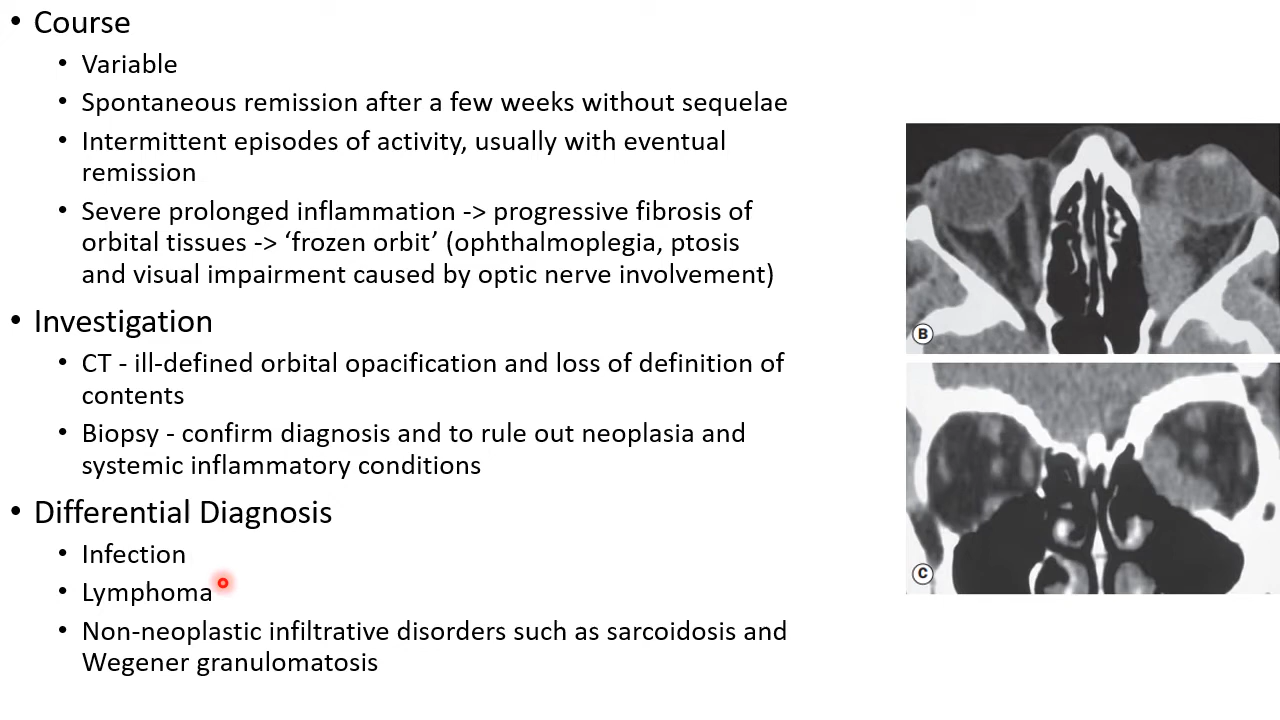 • Course
• Variable
• Spontaneous remission after a few weeks without sequelae
• Intermittent episodes of activity, usually with eventual
remission
• Severe prolonged inflammation -> progressive fibrosis of
orbital tissues -> ‘frozen orbit’ (ophthalmoplegia, ptosis
and visual impairment caused by optic nerve involvement)
• Investigation
• CT - ill-defined orbital opacification and loss of definition of
contents
• Biopsy - confirm diagnosis and to rule out neoplasia and
systemic inflammatory conditions
• Differential Diagnosis
• Infection
• Lymphoma
• Non-neoplastic infiltrative disorders such as sarcoidosis and
Wegener granulomatosis
B
C